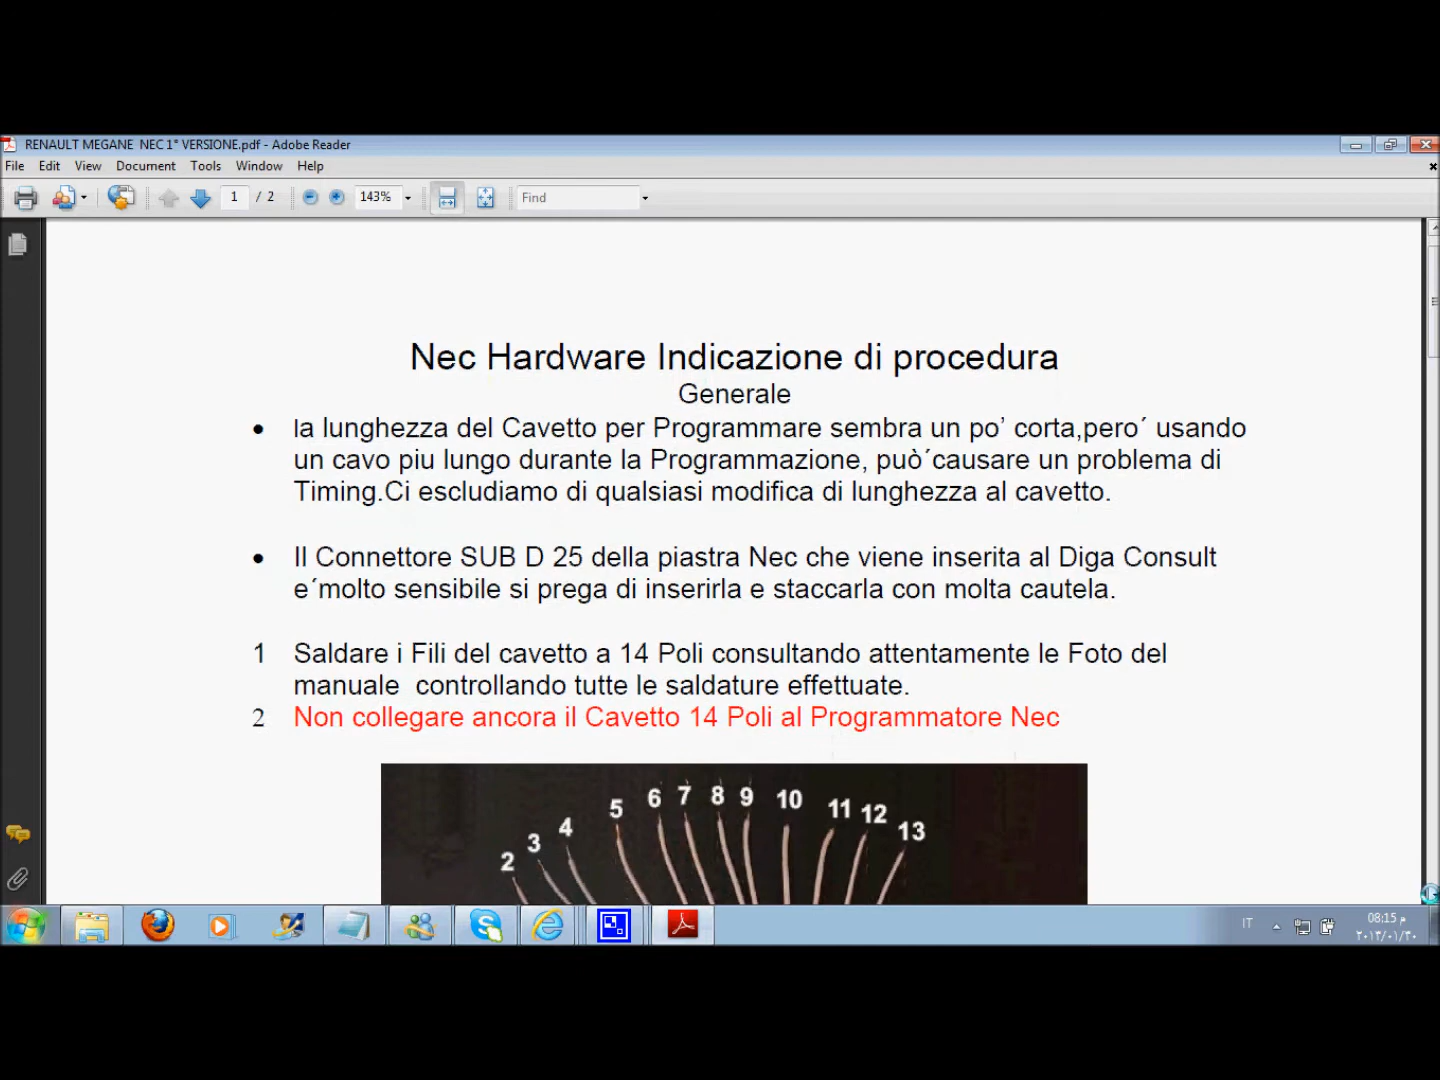 RENAULT MEGANE NEC 1° VERSIONE.pdf - Adobe Reader
File Edit View Document Tools Window Help
1 / 2 143% Find
Nec Hardware Indicazione di procedura
Generale
• la lunghezza del Cavetto per Programmare sembra un po’ corta,pero´ usando
un cavo piu lungo durante la Programmazione, può´causare un problema di
Timing.Ci escludiamo di qualsiasi modifica di lunghezza al cavetto.
• Il Connettore SUB D 25 della piastra Nec che viene inserita al Diga Consult
e´molto sensibile si prega di inserirla e staccarla con molta cautela.
1 Saldare i Fili del cavetto a 14 Poli consultando attentamente le Foto del
manuale controllando tutte le saldature effettuate.
2 Non collegare ancora il Cavetto 14 Poli al Programmatore Nec
2 3 4 5 6 7 8 9 10 11 12 13
IT
08:15 م
٢٠١٣/٠١/٣٠